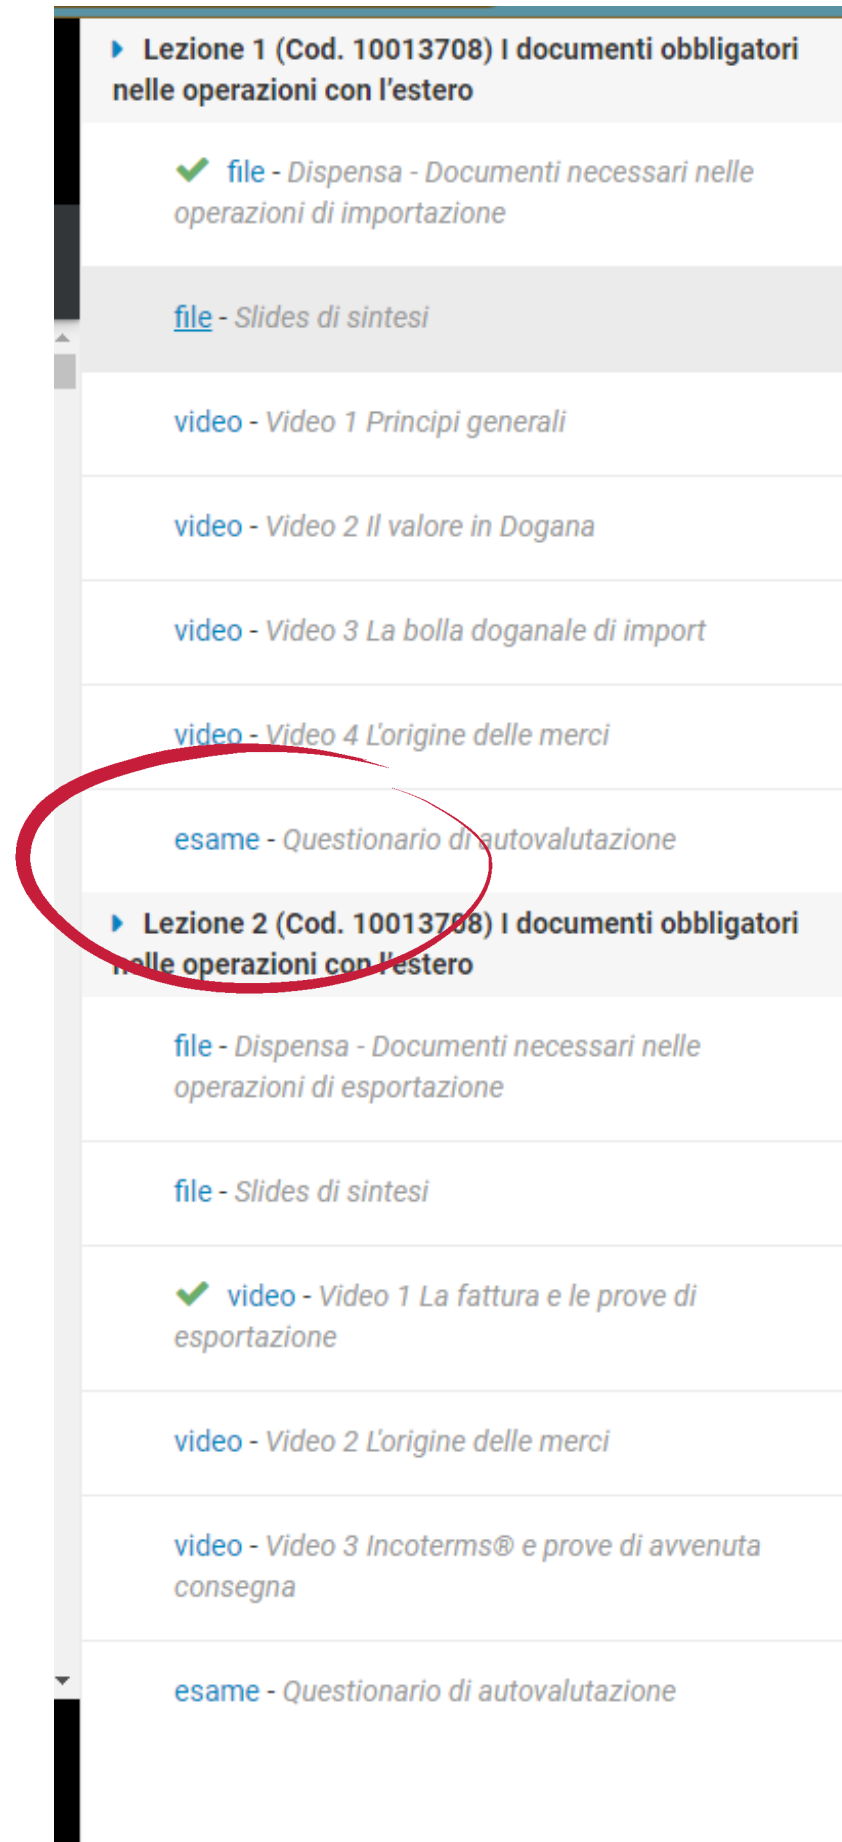 Lezione 1 (Cod. 10013708) I documenti obbligatori
nelle operazioni con l’estero
file - Dispensa - Documenti necessari nelle
operazioni di importazione
file - Slides di sintesi
video - Video 1 Principi generali
video - Video 2 Il valore in Dogana
video - Video 3 La bolla doganale di import
video - Video 4 L'origine delle merci
esame - Questionario di autovalutazione
Lezione 2 (Cod. 10013708) I documenti obbligatori
nelle operazioni con l’estero
file - Dispensa - Documenti necessari nelle
operazioni di esportazione
file - Slides di sintesi
video - Video 1 La fattura e le prove di
esportazione
video - Video 2 L'origine delle merci
video - Video 3 Incoterms® e prove di avvenuta
consegna
esame - Questionario di autovalutazione